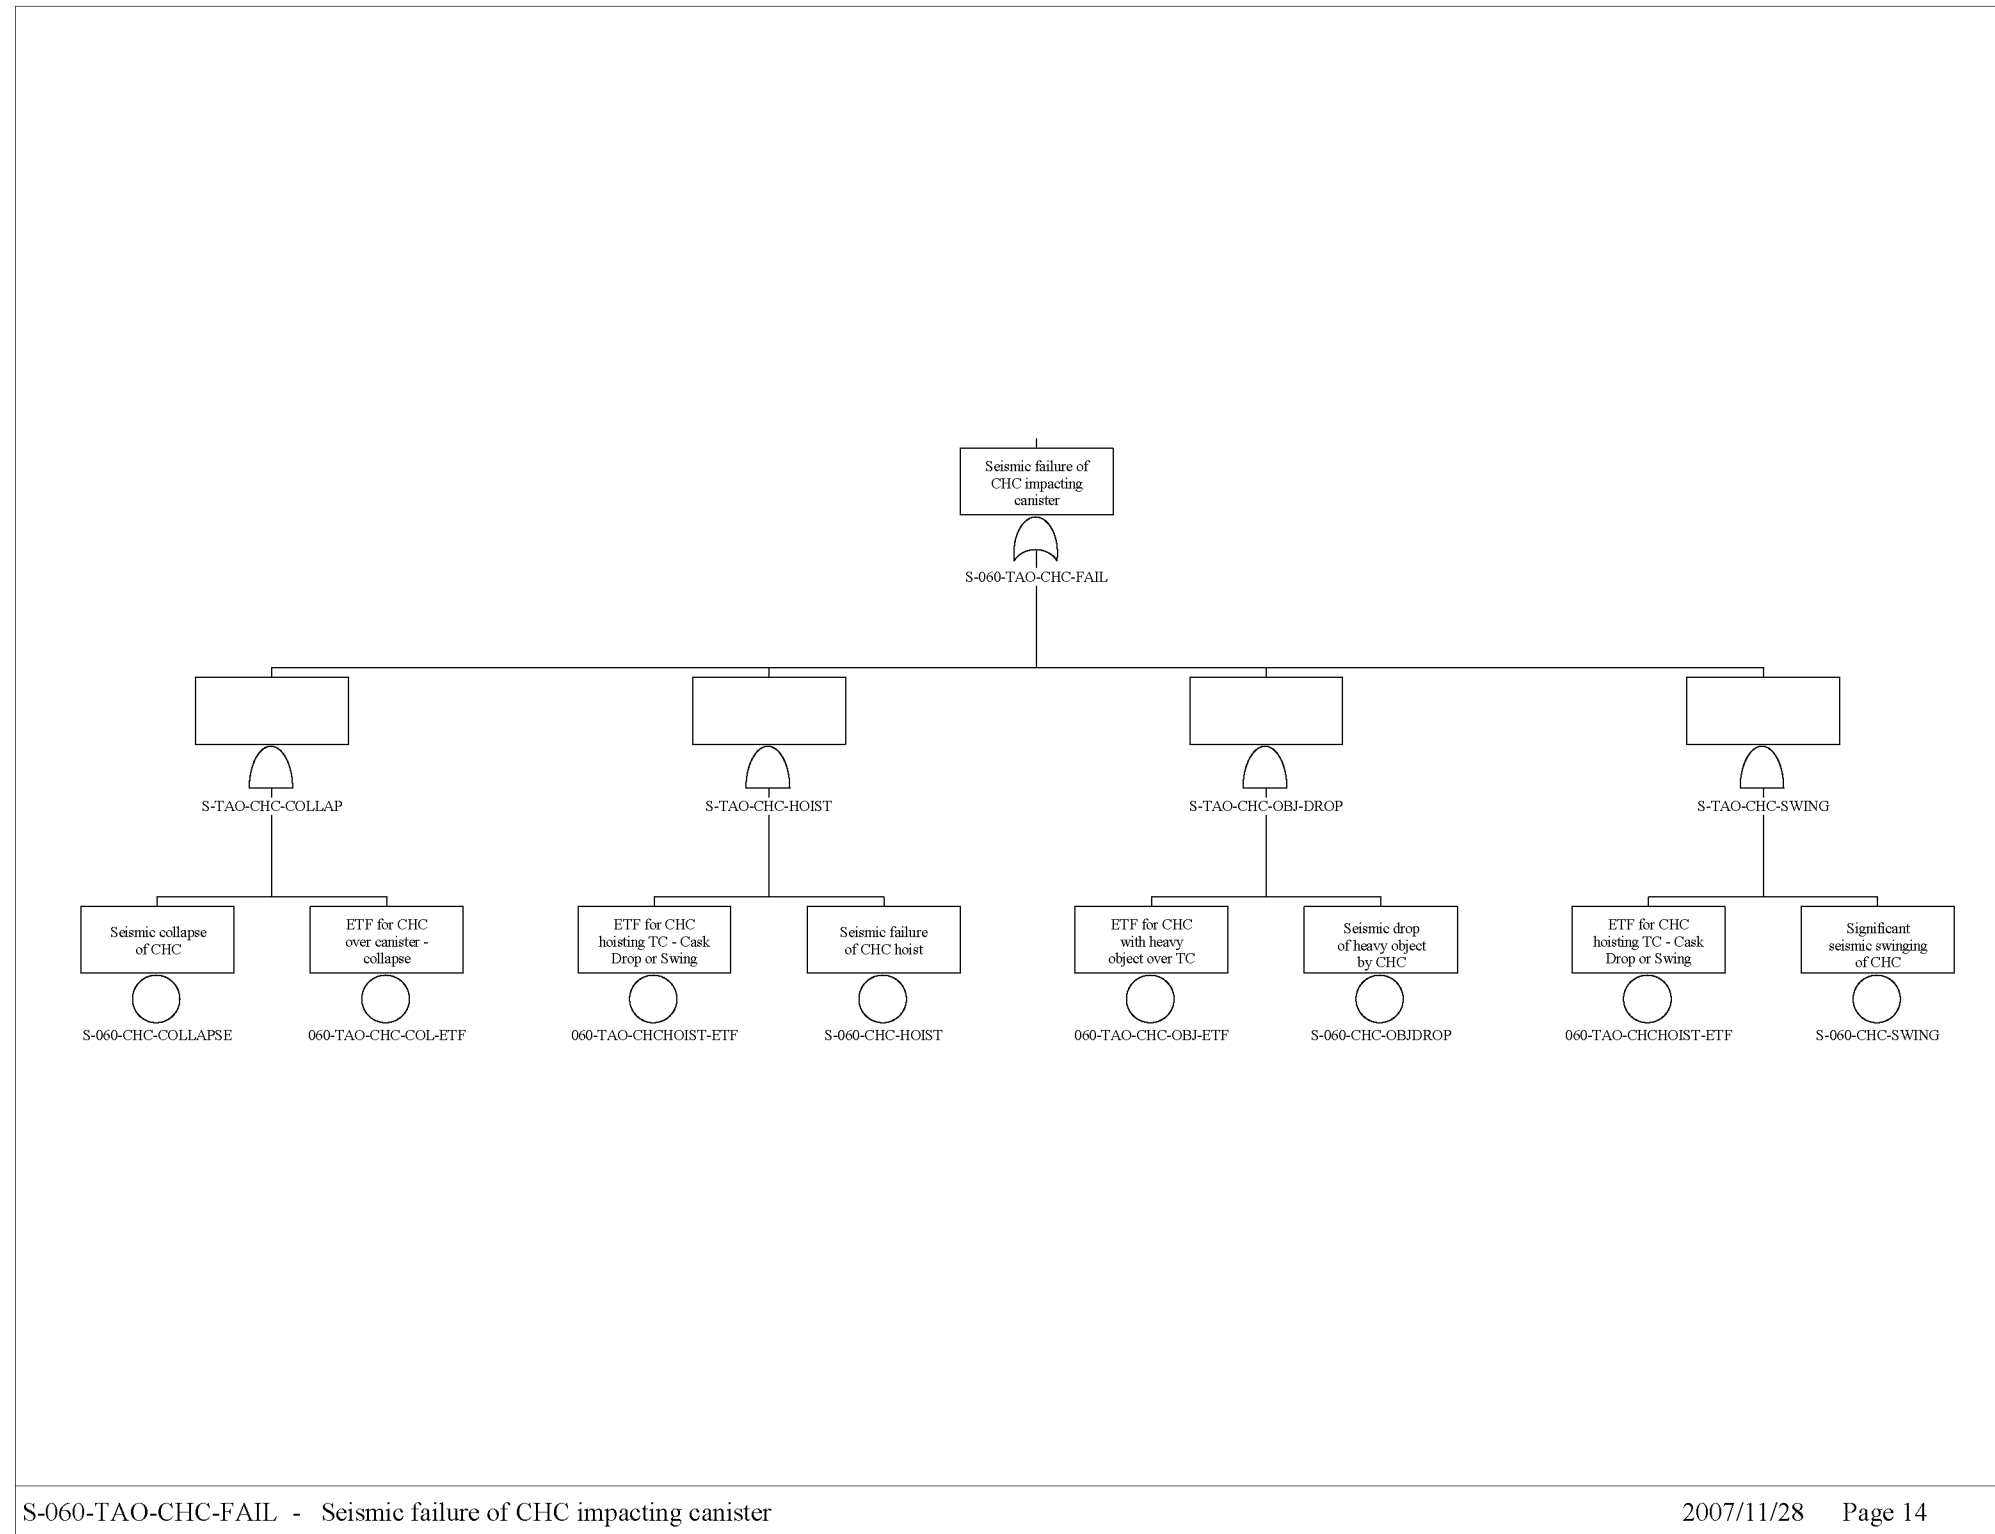 Seismic failure of
CHC impacting
canister
S-060-TAO-CHC-FAIL
S-TAO-CHC-COLLAP
S-TAO-CHC-HOIST
S-TAO-CHC-OBJ-DROP
S-TAO-CHC-SWING
Seismic collapse
of CHC
S-060-CHC-COLLAPSE
ETF for CHC
over canister -
collapse
060-TAO-CHC-COL-ETF
ETF for CHC
hoisting TC - Cask
Drop or Swing
060-TAO-CHCHOIST-ETF
Seismic failure
of CHC hoist
S-060-CHC-HOIST
ETF for CHC
with heavy
object over TC
060-TAO-CHC-OBJ-ETF
Seismic drop
of heavy object
by CHC
S-060-CHC-OBJDROP
ETF for CHC
hoisting TC - Cask
Drop or Swing
060-TAO-CHCHOIST-ETF
Significant
seismic swinging
of CHC
S-060-CHC-SWING
S-060-TAO-CHC-FAIL - Seismic failure of CHC impacting canister
2007/11/28 Page 14